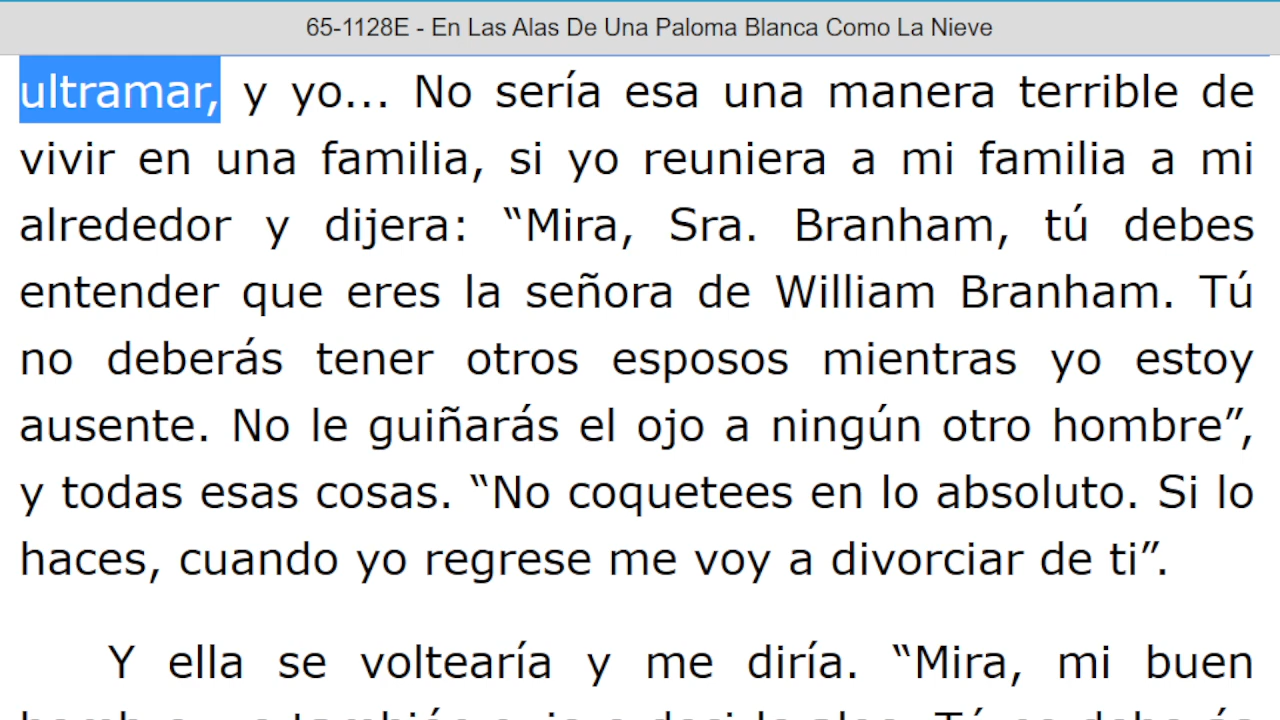 65-1128E - En Las Alas De Una Paloma Blanca Como La Nieve
ultramar, y yo... No sería esa una manera terrible de
vivir en una familia, si yo reuniera a mi familia a mi
alrededor y dijera: “Mira, Sra. Branham, tú debes
entender que eres la señora de William Branham. Tú
no deberás tener otros esposos mientras yo estoy
ausente. No le guiñarás el ojo a ningún otro hombre”,
y todas esas cosas. “No coquetees en lo absoluto. Si lo
haces, cuando yo regrese me voy a divorciar de ti”.
Y ella se voltearía y me diría. “Mira, mi buen